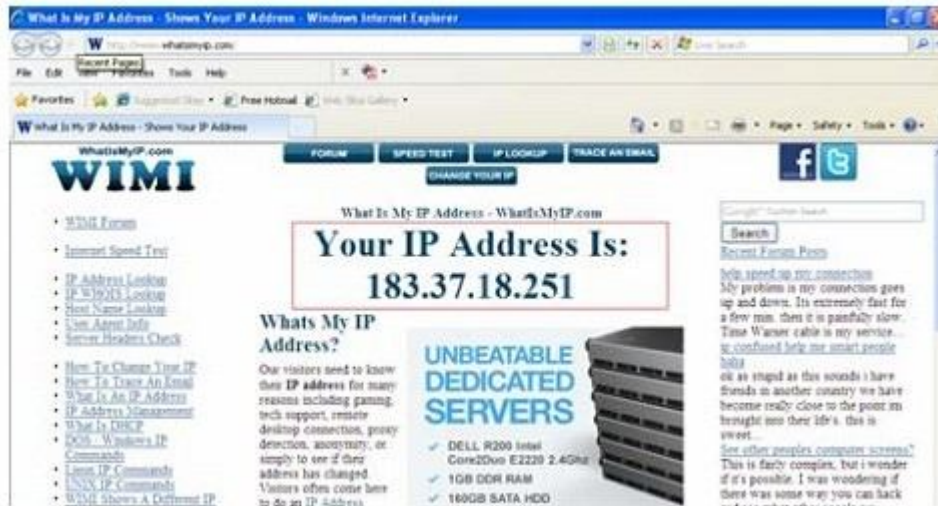 What Is My IP Address - Shows Your IP Address - Windows Internet Explorer
whatismyip.com
Recent Pages
File Edit View Favorites Tools Help
Favorites Suggested Sites Free Hotmail Web Slice Gallery
What Is My IP Address - Shows Your IP Address
Page Safety Tools
WhatIsMyIP.com
WIMI
FORUM SPEED TEST IP LOOKUP TRACE AN EMAIL
CHANGE YOUR IP
What Is My IP Address - WhatIsMyIP.com
Your IP Address Is:
183.37.18.251
WIMI Forum
Internet Speed Test
IP Address Lookup
IP WHOIS Lookup
Host Name Lookup
User Agent Info
Server Headers Check
How To Change Your IP
How To Trace An Email
What Is An IP Address
IP Address Management
What Is DHCP
DOS - Windows IP
Commands
Linux IP Commands
UNIX IP Commands
WIMI Shows A Different IP
Whats My IP
Address?
Our visitors need to know
their IP address for many
reasons including gaming,
tech support, remote
desktop connection, proxy
detection, anonymity, or
simply to see if their
address has changed.
Visitors often come here
to do an IP Address
UNBEATABLE
DEDICATED
SERVERS
DELL R200 Intel
Core2Duo E2220 2.4Ghz
1GB DDR RAM
160GB SATA HDD
Search
Recent Forum Posts
help speed up my connection
My problem is my connection goes
up and down. Its extremely fast for
a few min. then it is painfully slow.
Time Warner cable is my service...
ip confused help me smart people
haha
ok as stupid as this sounds i have
friends in another country we have
become really close to the point im
brought into their life's. this is
sweet...
See other peoples computer screens?
This is fairly complex, but i wonder
if it's possible. I was wondering if
there was some way you can hack